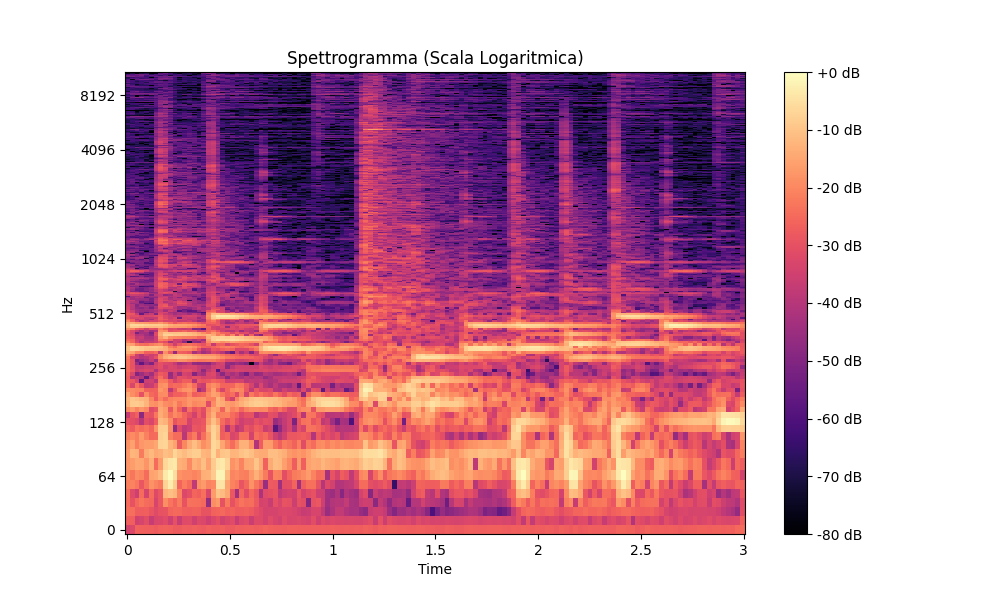 Spettrogramma (Scala Logaritmica)
8192
4096
2048
1024
512
256
128
64
0
Hz
0
0.5
1
1.5
2
2.5
3
Time
+0 dB
-10 dB
-20 dB
-30 dB
-40 dB
-50 dB
-60 dB
-70 dB
-80 dB